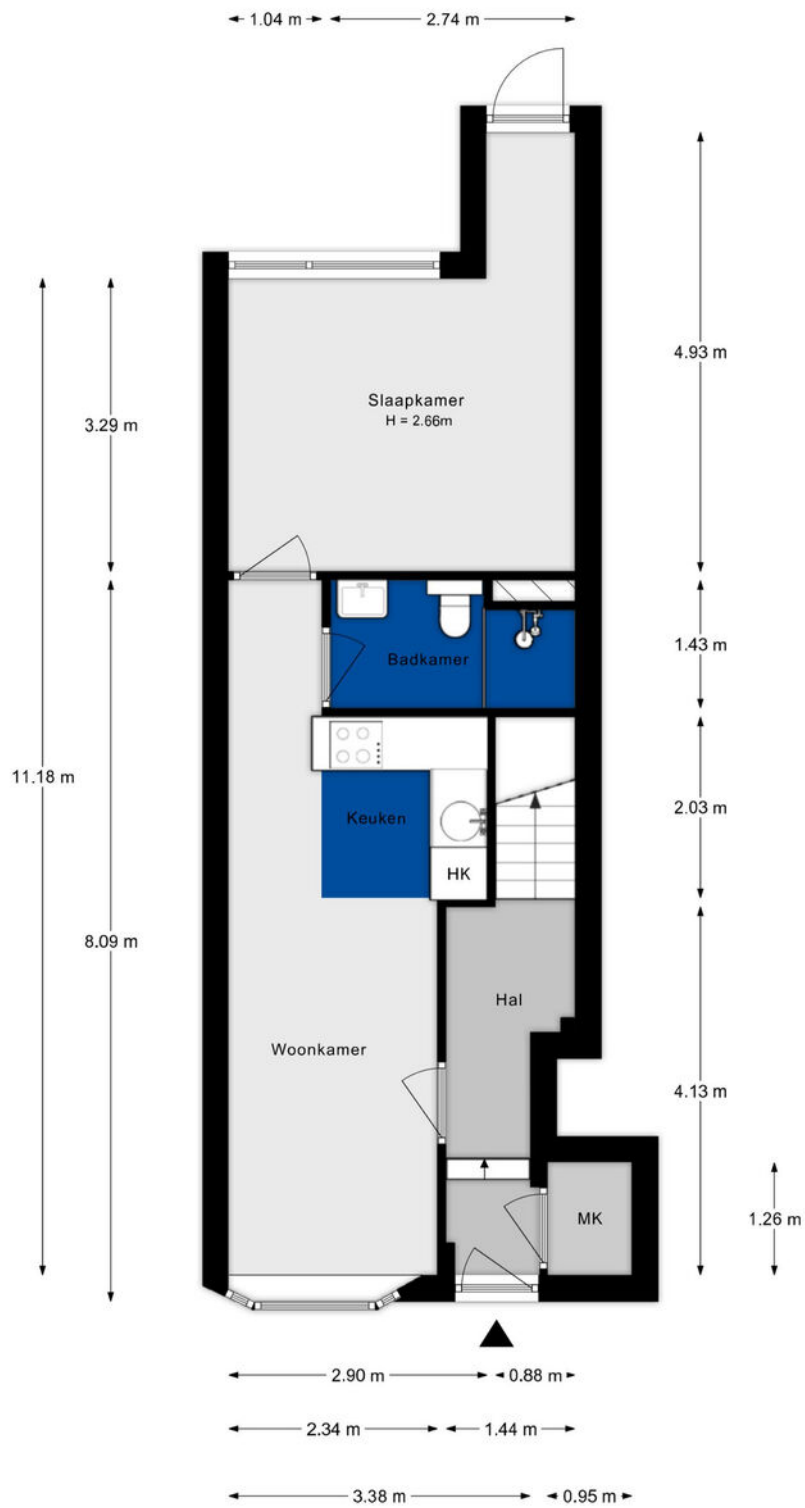 1.04 m
2.74 m
4.93 m
3.29 m
Slaapkamer
H = 2.66m
1.43 m
Badkamer
11.18 m
2.03 m
Keuken
HK
8.09 m
Hal
Woonkamer
4.13 m
MK
1.26 m
2.90 m
0.88 m
2.34 m
1.44 m
3.38 m
0.95 m